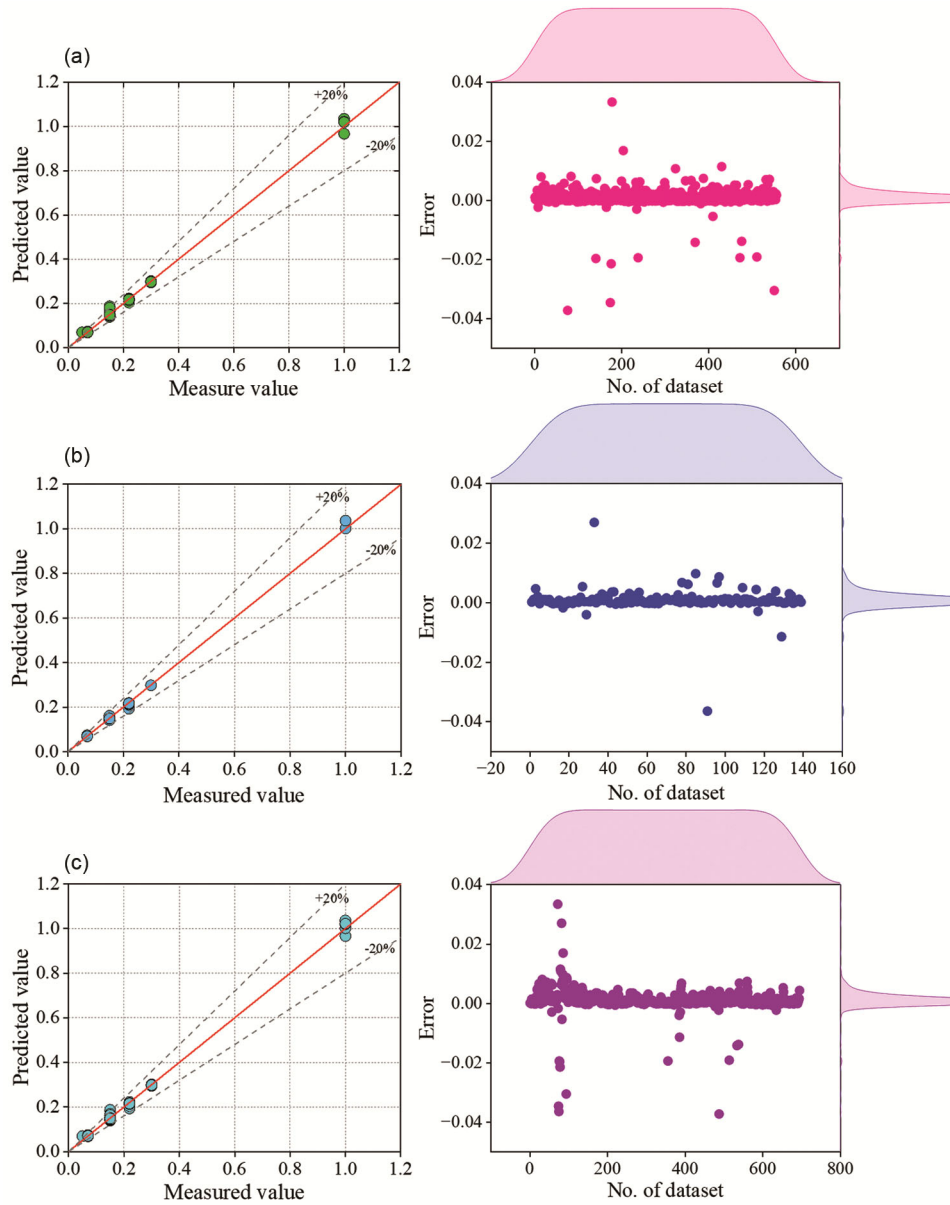 (a)
1.2
1.0
0.8
0.6
0.4
0.2
0.0
Predicted value
+20%
-20%
0.0 0.2 0.4 0.6 0.8 1.0 1.2
Measure value
0.04
0.02
0.00
−0.02
−0.04
Error
0 200 400 600
No. of dataset
(b)
1.2
1.0
0.8
0.6
0.4
0.2
0.0
Predicted value
+20%
-20%
0.0 0.2 0.4 0.6 0.8 1.0 1.2
Measured value
0.04
0.02
0.00
−0.02
−0.04
Error
−20 0 20 40 60 80 100 120 140 160
No. of dataset
(c)
1.2
1.0
0.8
0.6
0.4
0.2
0.0
Predicted value
+20%
-20%
0.0 0.2 0.4 0.6 0.8 1.0 1.2
Measured value
0.04
0.02
0.00
−0.02
−0.04
Error
0 200 400 600 800
No. of dataset